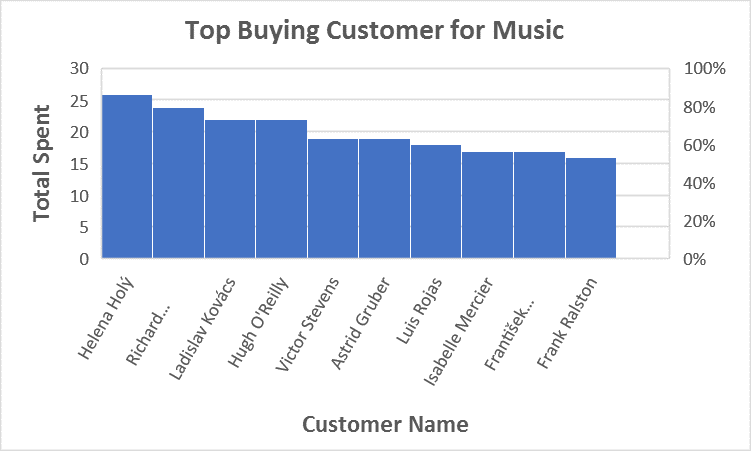 Top Buying Customer for Music
Total Spent
30
25
20
15
10
5
0
100%
80%
60%
40%
20%
0%
Helena Holý
Richard...
Ladislav Kovács
Hugh O'Reilly
Victor Stevens
Astrid Gruber
Luis Rojas
Isabelle Mercier
František...
Frank Ralston
Customer Name